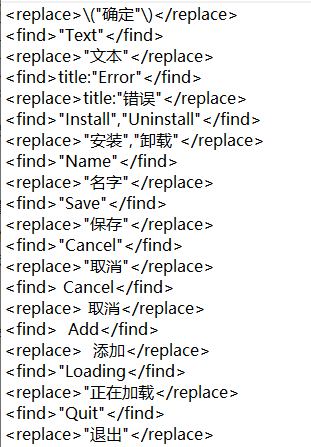 <replace>\("确定"\)</replace>
<find>"Text"</find>
<replace>"文本"</replace>
<find>title:"Error"</find>
<replace>title:"错误"</replace>
<find>"Install","Uninstall"</find>
<replace>"安装","卸载"</replace>
<find>"Name"</find>
<replace>"名字"</replace>
<find>"Save"</find>
<replace>"保存"</replace>
<find>"Cancel"</find>
<replace>"取消"</replace>
<find> Cancel</find>
<replace> 取消</replace>
<find>  Add</find>
<replace>  添加</replace>
<find>"Loading</find>
<replace>"正在加载</replace>
<find>"Quit"</find>
<replace>"退出"</replace>